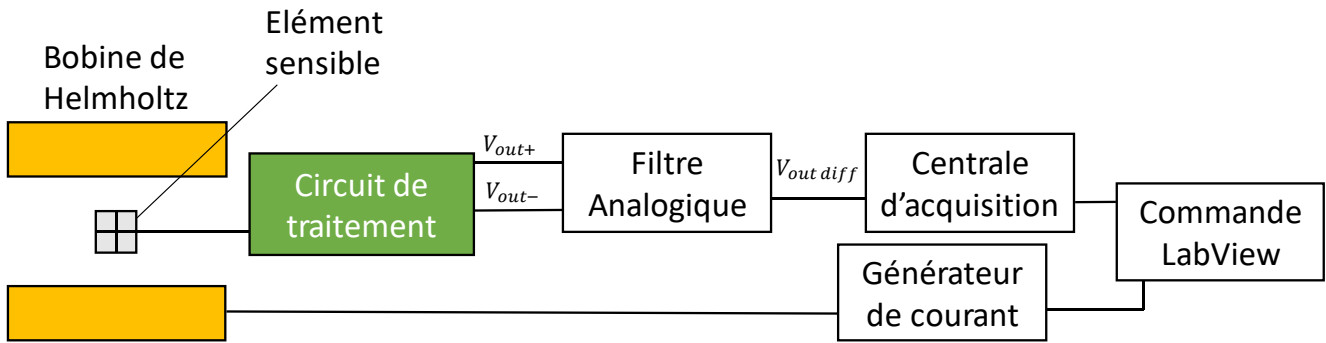 Elément
sensible
Bobine de
Helmholtz
Circuit de
traitement
V_{out+}
V_{out−}
Filtre
Analogique
V_{out diff}
Centrale
d'acquisition
Commande
LabView
Générateur
de courant